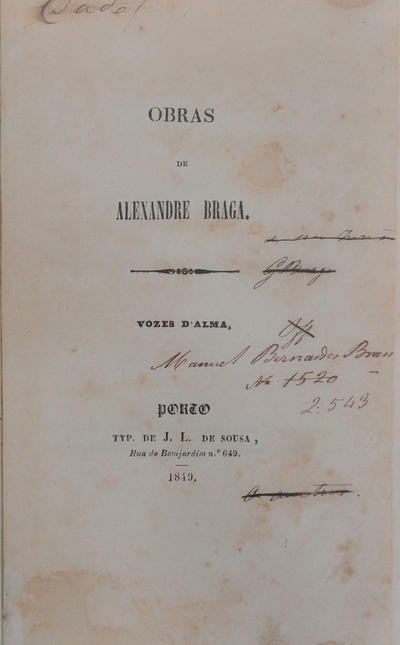 OBRAS
DE
ALEXANDRE BRAGA.
VOZES D'ALMA,
Manuel Bernardes Bran
No 1520
2.543
PORTO
TYP. DE J. L. DE SOUSA,
Rua do Bomjardim n.º 649.
1849.